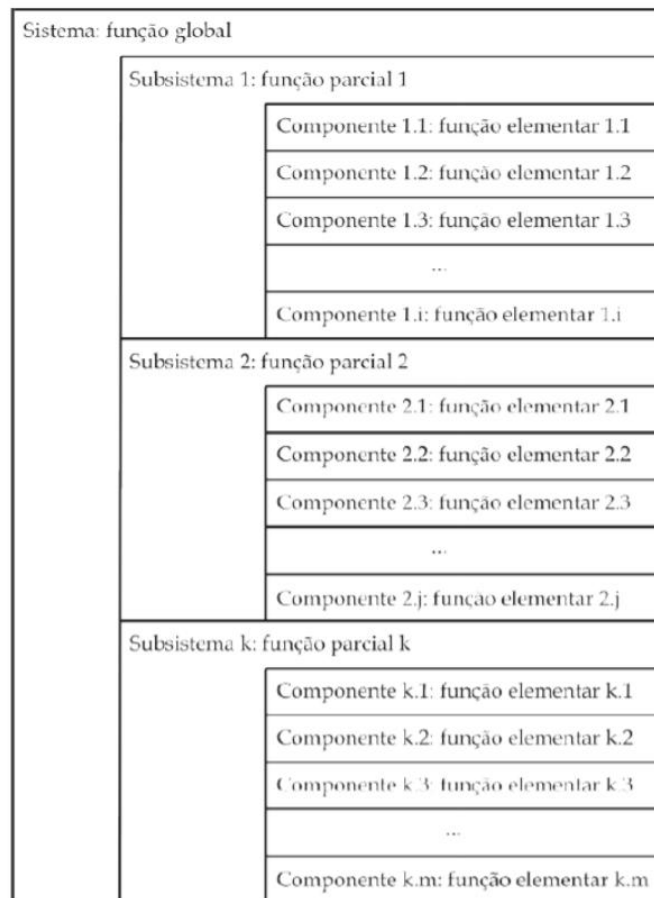 Sistema: função global
Subsistema 1: função parcial 1
Componente 1.1: função elementar 1.1
Componente 1.2: função elementar 1.2
Componente 1.3: função elementar 1.3
...
Componente 1.i: função elementar 1.i
Subsistema 2: função parcial 2
Componente 2.1: função elementar 2.1
Componente 2.2: função elementar 2.2
Componente 2.3: função elementar 2.3
...
Componente 2.j: função elementar 2.j
Subsistema k: função parcial k
Componente k.1: função elementar k.1
Componente k.2: função elementar k.2
Componente k.3: função elementar k.3
...
Componente k.m: função elementar k.m